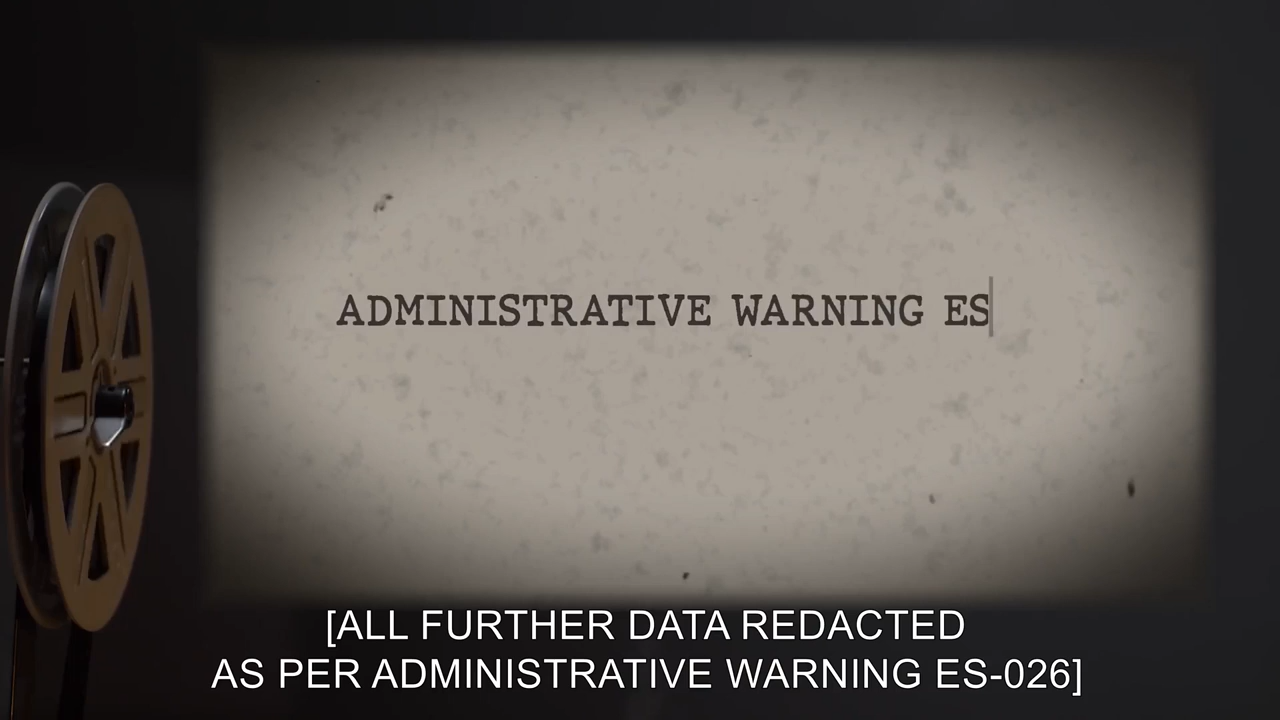 ADMINISTRATIVE WARNING ES
[ALL FURTHER DATA REDACTED
AS PER ADMINISTRATIVE WARNING ES-026]